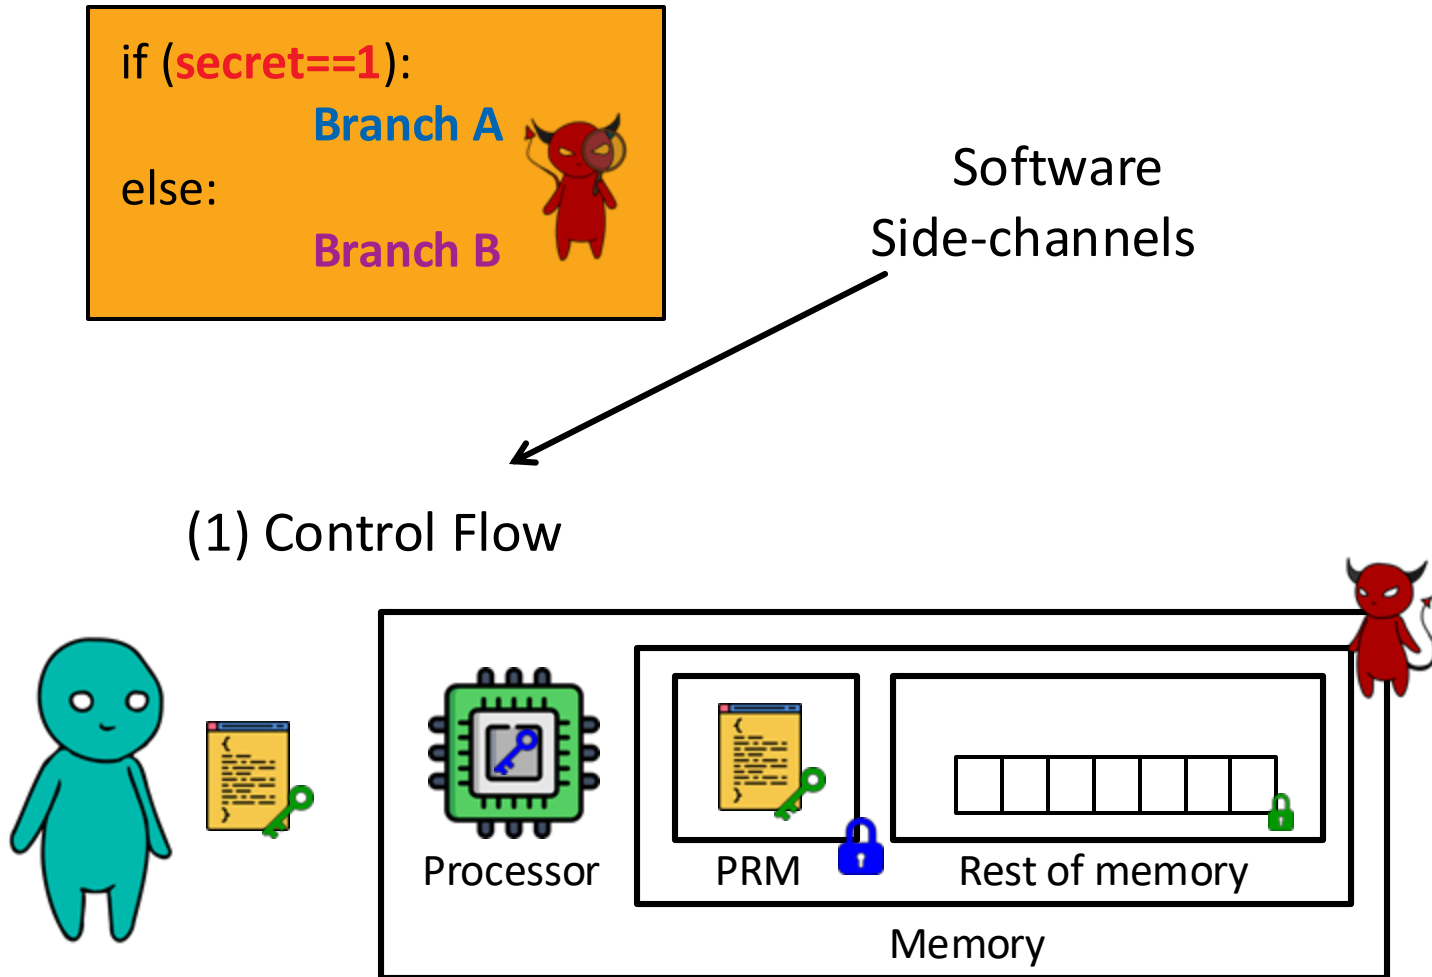 if (secret==1):
Branch A
else:
Branch B
Software
Side-channels
(1) Control Flow
{
}
{
}
Processor
PRM
Rest of memory
Memory